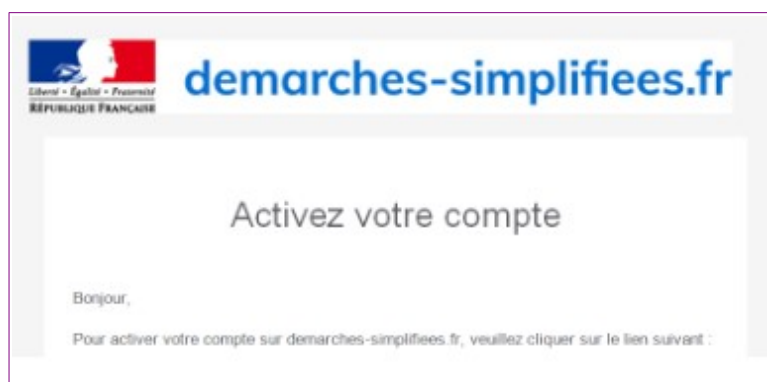 demarches-simplifiees.fr
Liberté • Égalité • Fraternité
RÉPUBLIQUE FRANÇAISE
Activez votre compte
Bonjour,
Pour activer votre compte sur demarches-simplifiees.fr, veuillez cliquer sur le lien suivant :